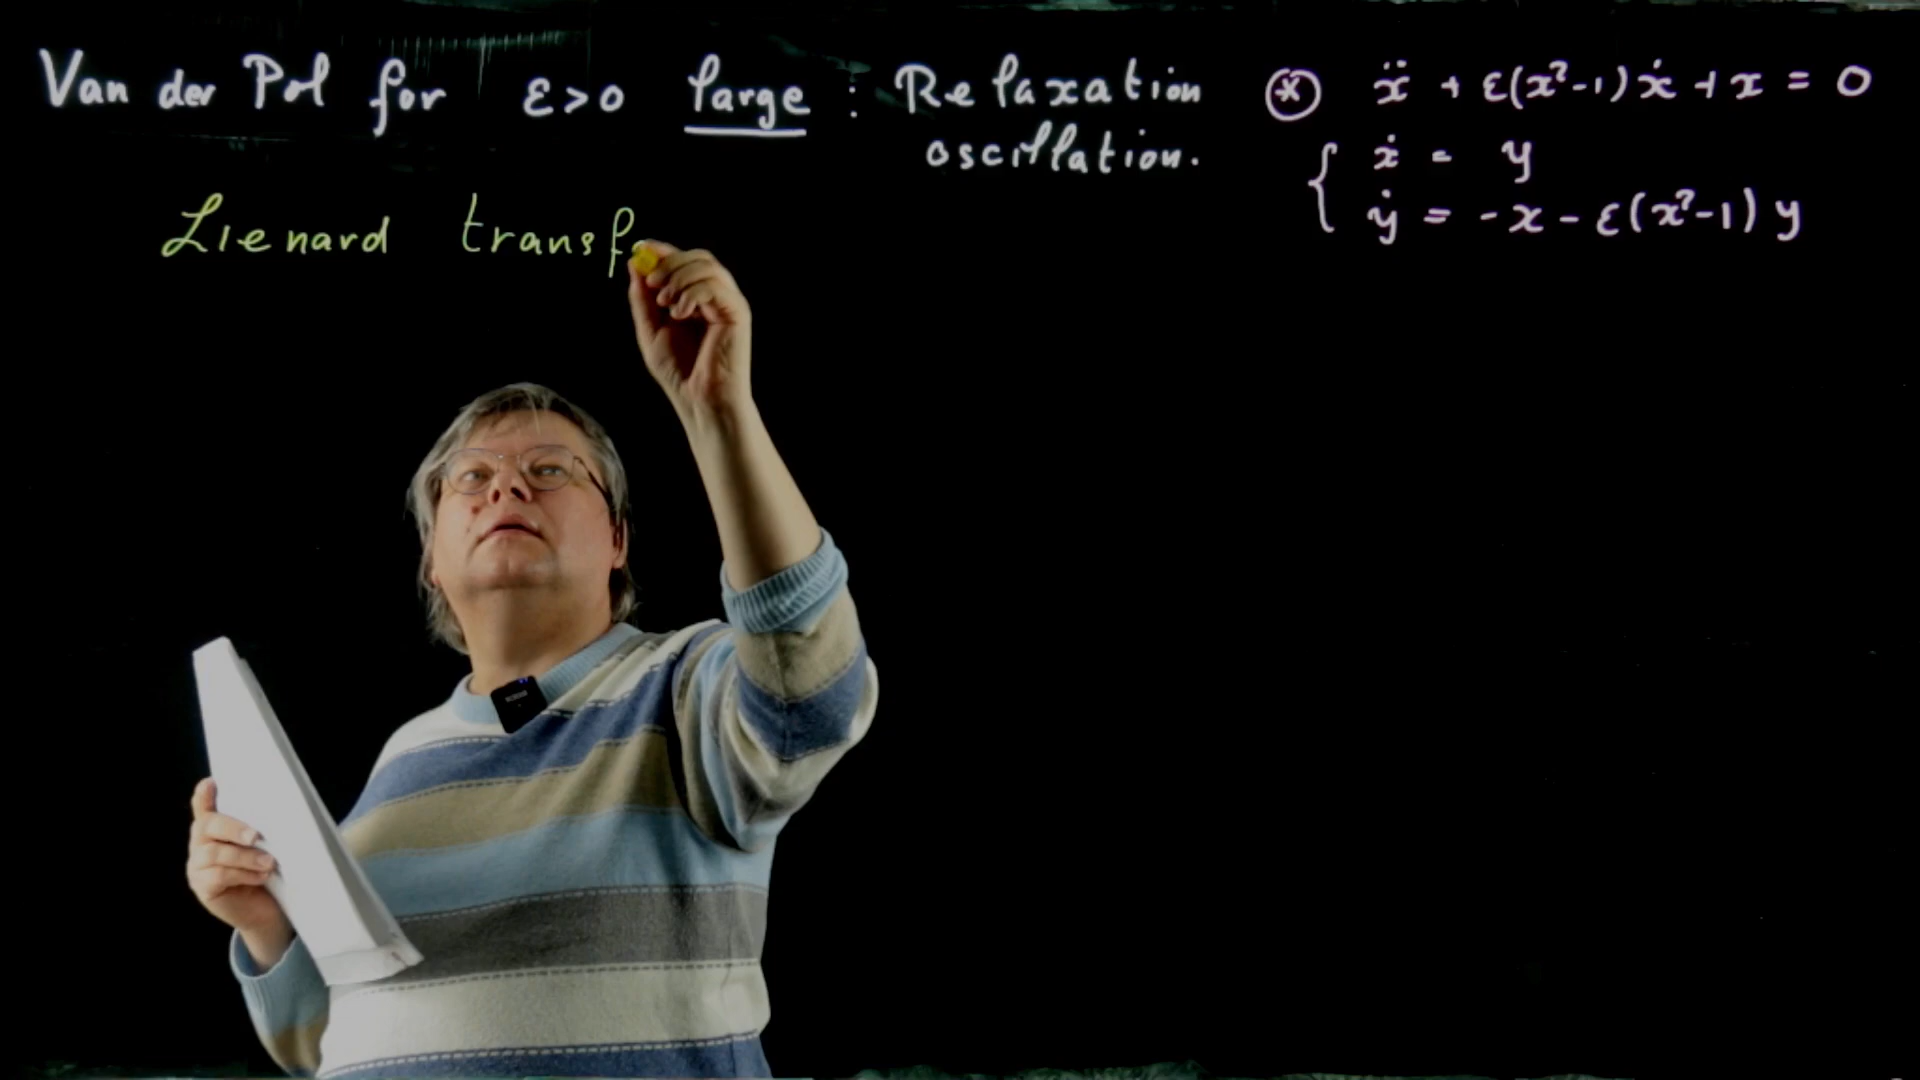 Van der Pol for ε>0 large : Relaxation
oscillation.
⊛ ẍ + ε(x²-1)ẋ + x = 0
{ ẋ = y
ẏ = -x - ε(x²-1) y
Lienard transf